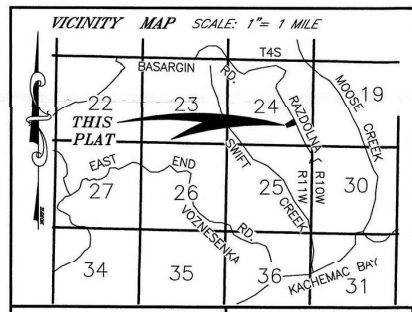 VICINITY MAP SCALE: 1"= 1 MILE
T4S
BASARGIN RD.
22 23 24 19
MOOSE CREEK
RAZDOLNA
THIS PLAT
SWIFT CREEK
EAST END RD.
27 26 25 30
R11W R10W
VOZNESENKA
34 35 36 31
KACHEMAC BAY